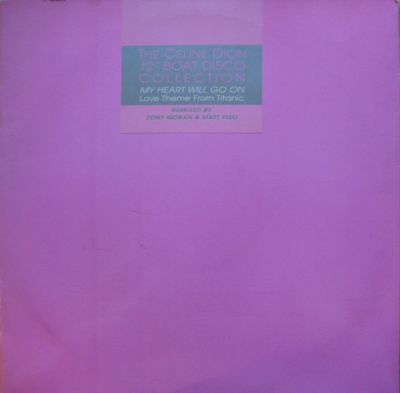 THE CELINE DION
12" BOAT DISCO
COLLECTION
MY HEART WILL GO ON
Love Theme From Titanic
REMIXED BY
TONY MORAN & MATT PISO